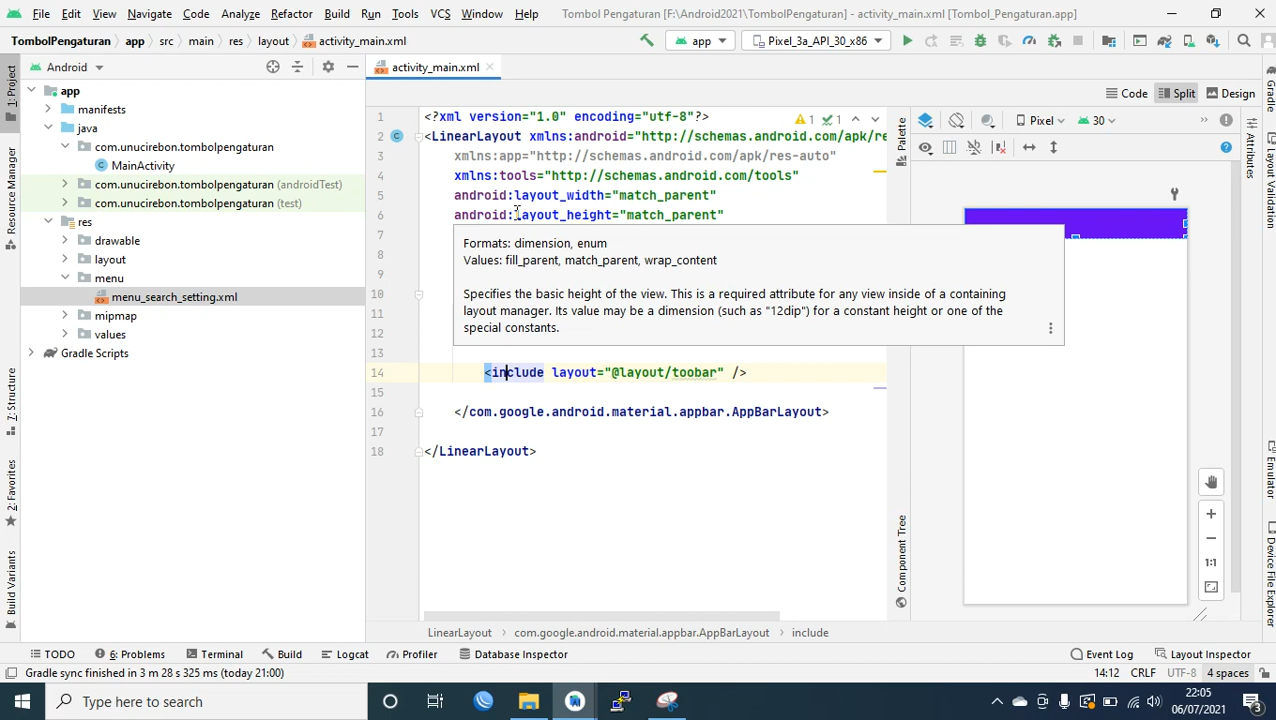 File Edit View Navigate Code Analyze Refactor Build Run Tools VCS Window Help Tombol Pengaturan [F:\Android2021\TombolPengaturan] - activity_main.xml [Tombol_Pengaturan.app]
TombolPengaturan app src main res layout activity_main.xml app Pixel_3a_API_30_x86
Android
activity_main.xml
Code Split Design
1: Project
Resource Manager
Z: Structure
2: Favorites
Build Variants
app
manifests
java
com.unucirebon.tombolpengaturan
MainActivity
com.unucirebon.tombolpengaturan (androidTest)
com.unucirebon.tombolpengaturan (test)
res
drawable
layout
menu
menu_search_setting.xml
mipmap
values
Gradle Scripts
1 <?xml version="1.0" encoding="utf-8"?>
2 <LinearLayout xmlns:android="http://schemas.android.com/apk/re
3 xmlns:app="http://schemas.android.com/apk/res-auto"
4 xmlns:tools="http://schemas.android.com/tools"
5 android:layout_width="match_parent"
6 android:layout_height="match_parent"
7
8
9
10
11
12
13
14 <include layout="@layout/toobar" />
15
16 </com.google.android.material.appbar.AppBarLayout>
17
18 </LinearLayout>
1 1
Formats: dimension, enum
Values: fill_parent, match_parent, wrap_content
Specifies the basic height of the view. This is a required attribute for any view inside of a containing
layout manager. Its value may be a dimension (such as "12dip") for a constant height or one of the
special constants.
Palette
Component Tree
Pixel 30
1:1
Attributes
Layout Validation
Gradle
Emulator
Device File Explorer
LinearLayout com.google.android.material.appbar.AppBarLayout include
TODO 6: Problems Terminal Build Logcat Profiler Database Inspector Event Log Layout Inspector
Gradle sync finished in 3 m 28 s 325 ms (today 21:00) 14:12 CRLF UTF-8 4 spaces
Type here to search
22:05
06/07/2021
3